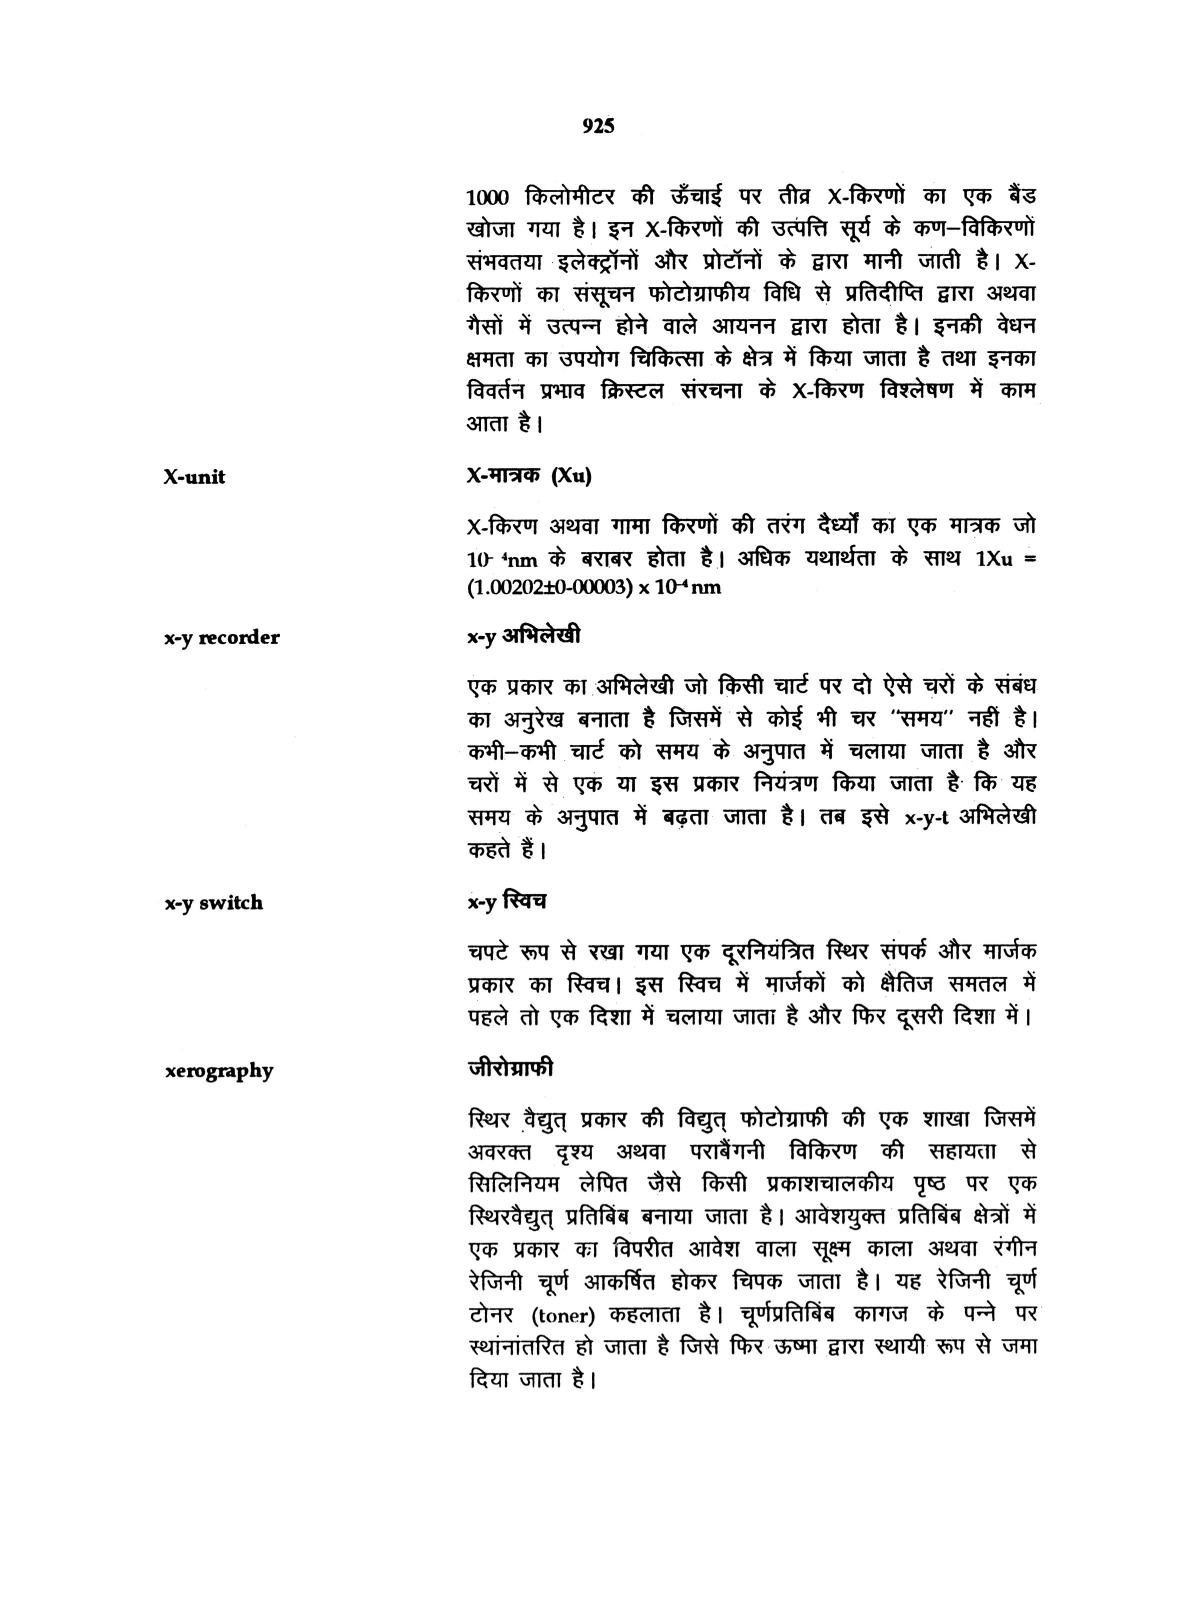 925
1000 किलोमीटर की ऊँचाई पर तीव्र X-किरणों का एक बैंड
खोजा गया है। इन X-किरणों की उत्पत्ति सूर्य के कण–विकिरणों
संभवतया इलेक्ट्रॉनों और प्रोटॉनों के द्वारा मानी जाती है। X-
किरणों का संसूचन फोटोग्राफीय विधि से प्रतिदीप्ति द्वारा अथवा
गैसों में उत्पन्न होने वाले आयनन द्वारा होता है। इनकी वेधन
क्षमता का उपयोग चिकित्सा के क्षेत्र में किया जाता है तथा इनका
विवर्तन प्रभाव क्रिस्टल संरचना के X-किरण विश्लेषण में काम
आता है।
X-unit X-मात्रक (Xu)
X-किरण अथवा गामा किरणों की तरंग दैर्ध्यों का एक मात्रक जो
10⁻ ⁴nm के बराबर होता है। अधिक यथार्थता के साथ 1Xu =
(1.00202±0-00003) x 10⁻⁴ nm
x-y recorder x-y अभिलेखी
एक प्रकार का अभिलेखी जो किसी चार्ट पर दो ऐसे चरों के संबंध
का अनुरेख बनाता है जिसमें से कोई भी चर "समय" नहीं है।
कभी–कभी चार्ट को समय के अनुपात में चलाया जाता है और
चरों में से एक या इस प्रकार नियंत्रण किया जाता है कि यह
समय के अनुपात में बढ़ता जाता है। तब इसे x-y-t अभिलेखी
कहते हैं।
x-y switch x-y स्विच
चपटे रूप से रखा गया एक दूरनियंत्रित स्थिर संपर्क और मार्जक
प्रकार का स्विच। इस स्विच में मार्जकों को क्षैतिज समतल में
पहले तो एक दिशा में चलाया जाता है और फिर दूसरी दिशा में।
xerography जीरोग्राफी
स्थिर वैद्युत् प्रकार की विद्युत् फोटोग्राफी की एक शाखा जिसमें
अवरक्त दृश्य अथवा पराबैंगनी विकिरण की सहायता से
सिलिनियम लेपित जैसे किसी प्रकाशचालकीय पृष्ठ पर एक
स्थिरवैद्युत् प्रतिबिंब बनाया जाता है। आवेशयुक्त प्रतिबिंब क्षेत्रों में
एक प्रकार का विपरीत आवेश वाला सूक्ष्म काला अथवा रंगीन
रेजिनी चूर्ण आकर्षित होकर चिपक जाता है। यह रेजिनी चूर्ण
टोनर (toner) कहलाता है। चूर्णप्रतिबिंब कागज के पन्ने पर
स्थांनांतरित हो जाता है जिसे फिर ऊष्मा द्वारा स्थायी रूप से जमा
दिया जाता है।